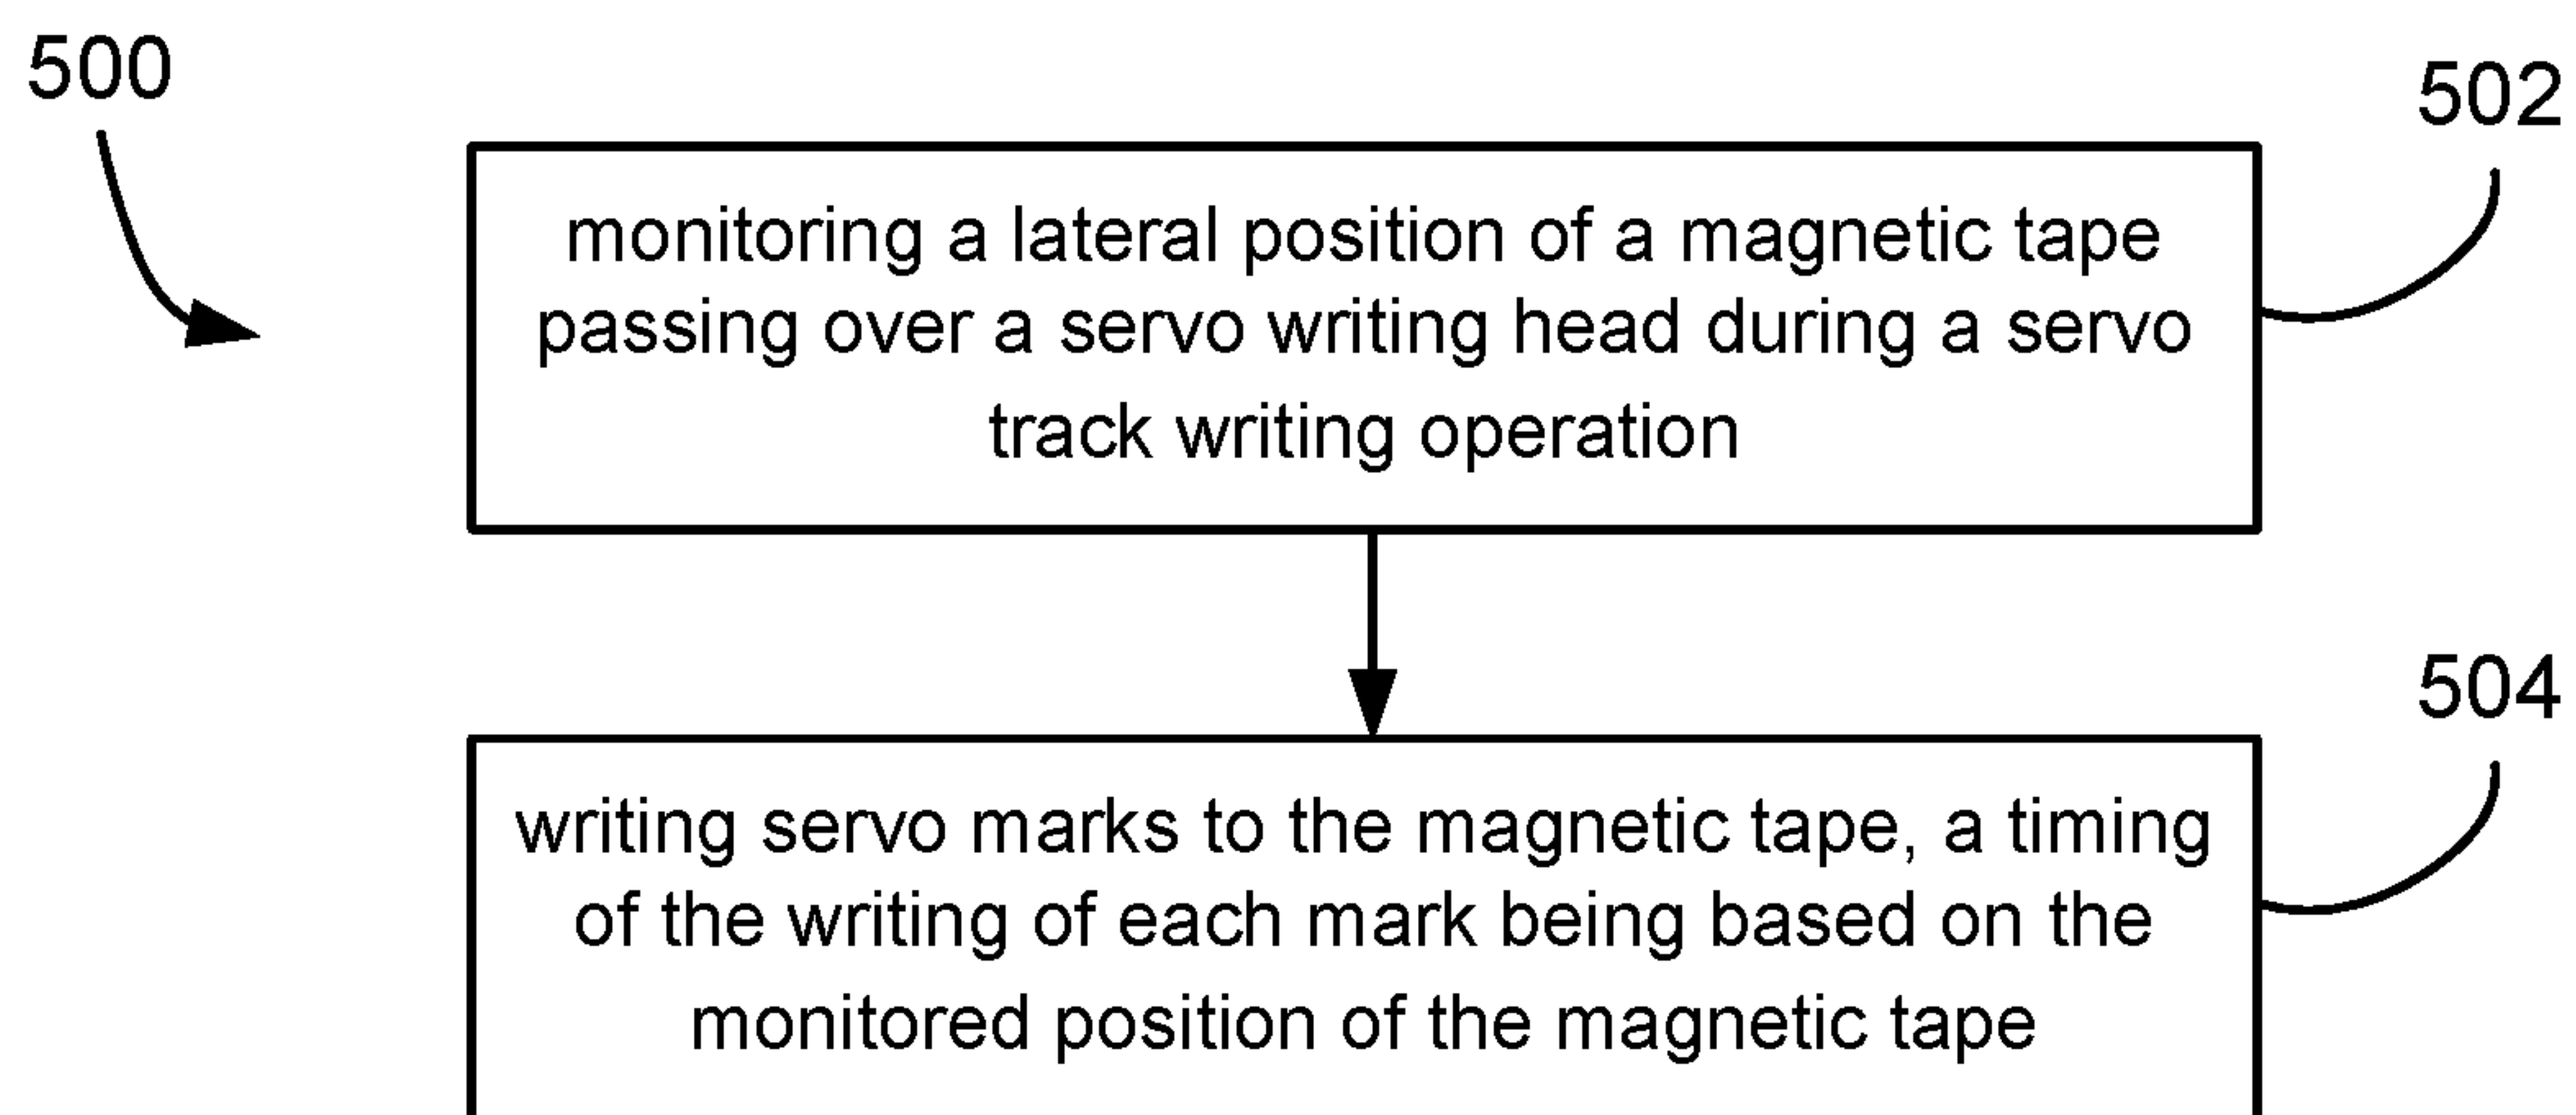 500
502
monitoring a lateral position of a magnetic tape
passing over a servo writing head during a servo
track writing operation
504
writing servo marks to the magnetic tape, a timing
of the writing of each mark being based on the
monitored position of the magnetic tape